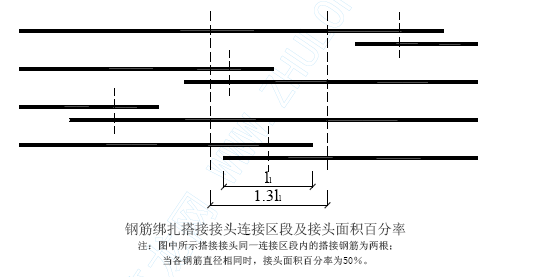 l₁
1.3l₁
钢筋绑扎搭接接头连接区段及接头面积百分率
注：图中所示搭接接头同一连接区段内的搭接钢筋为两根；
当各钢筋直径相同时，接头面积百分率为50%。